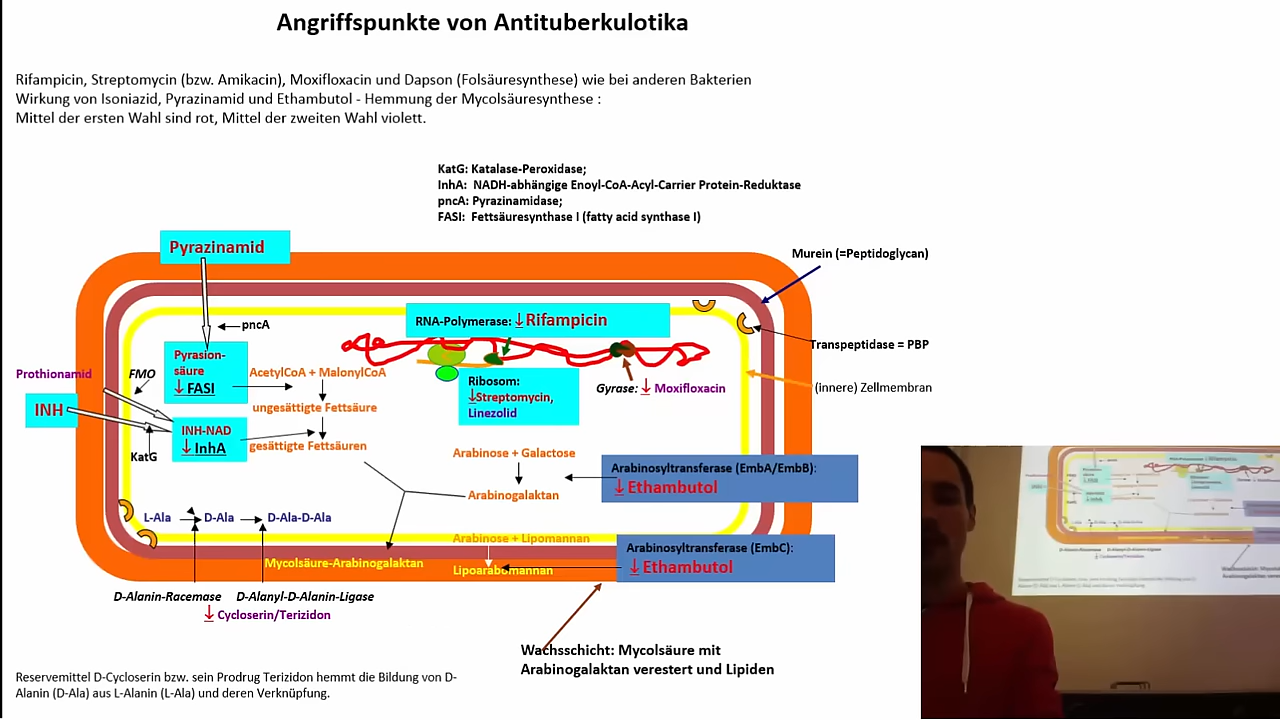 Angriffspunkte von Antituberkulotika
Rifampicin, Streptomycin (bzw. Amikacin), Moxifloxacin und Dapson (Folsäuresynthese) wie bei anderen Bakterien
Wirkung von Isoniazid, Pyrazinamid und Ethambutol - Hemmung der Mycolsäuresynthese :
Mittel der ersten Wahl sind rot, Mittel der zweiten Wahl violett.
KatG: Katalase-Peroxidase;
InhA: NADH-abhängige Enoyl-CoA-Acyl-Carrier Protein-Reduktase
pncA: Pyrazinamidase;
FASI: Fettsäuresynthase I (fatty acid synthase I)
Pyrazinamid
Murein (=Peptidoglycan)
RNA-Polymerase: ↓Rifampicin
pncA
Transpeptidase = PBP
Pyrasion-
säure
↓ FASI
Prothionamid
FMO
AcetylCoA + MalonylCoA
Ribosom:
↓Streptomycin,
Linezolid
Gyrase: ↓ Moxifloxacin
(innere) Zellmembran
INH
ungesättigte Fettsäure
INH-NAD
↓ InhA
gesättigte Fettsäuren
KatG
Arabinose + Galactose
Arabinosyltransferase (EmbA/EmbB):
↓ Ethambutol
Arabinogalaktan
L-Ala
D-Ala
D-Ala-D-Ala
Arabinose + Lipomannan
Arabinosyltransferase (EmbC):
↓ Ethambutol
Mycolsäure-Arabinogalaktan
Lipoarabomannan
D-Alanin-Racemase
D-Alanyl-D-Alanin-Ligase
↓ Cycloserin/Terizidon
Wachsschicht: Mycolsäure mit
Arabinogalaktan verestert und Lipiden
Reservemittel D-Cycloserin bzw. sein Prodrug Terizidon hemmt die Bildung von D-
Alanin (D-Ala) aus L-Alanin (L-Ala) und deren Verknüpfung.